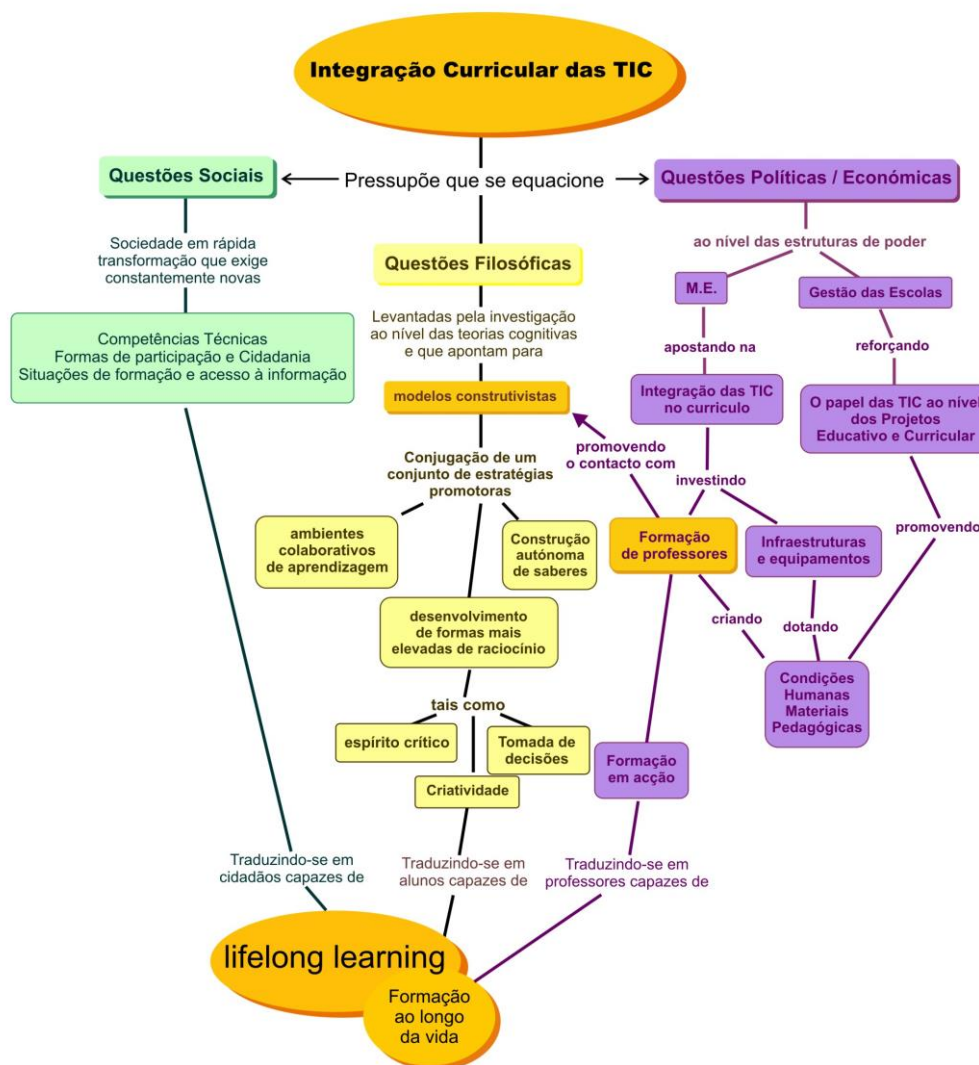 Integração Curricular das TIC
Questões Sociais
Pressupõe que se equacione
Questões Políticas / Económicas
Sociedade em rápida
transformação que exige
constantemente novas
Competências Técnicas
Formas de participação e Cidadania
Situações de formação e acesso à informação
Traduzindo-se em
cidadãos capazes de
Questões Filosóficas
Levantadas pela investigação
ao nível das teorias cognitivas
e que apontam para
modelos construtivistas
Conjugação de um
conjunto de estratégias
promotoras
ambientes
colaborativos
de aprendizagem
Construção
autónoma
de saberes
desenvolvimento
de formas mais
elevadas de raciocínio
tais como
espírito crítico
Tomada de
decisões
Criatividade
Traduzindo-se em
alunos capazes de
ao nível das estruturas de poder
M.E.
Gestão das Escolas
apostando na
reforçando
Integração das TIC
no curriculo
O papel das TIC ao nível
dos Projetos
Educativo e Curricular
promovendo
o contacto com
investindo
promovendo
Formação
de professores
Infraestruturas
e equipamentos
criando
dotando
Condições
Humanas
Materiais
Pedagógicas
Formação
em acção
Traduzindo-se em
professores capazes de
lifelong learning
Formação
ao longo
da vida